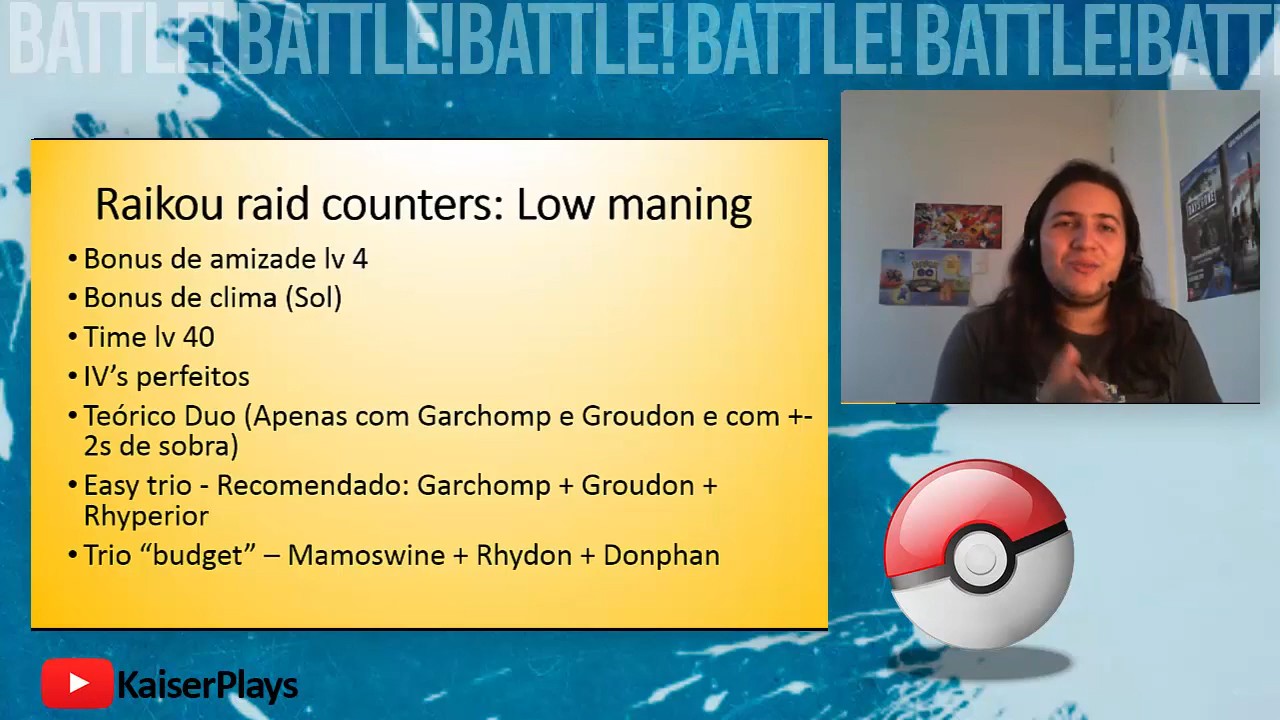 BATTLE! BATTLE! BATTLE! BATTLE! BATTLE! BATT
Raikou raid counters: Low maning
• Bonus de amizade lv 4
• Bonus de clima (Sol)
• Time lv 40
• IV’s perfeitos
• Teórico Duo (Apenas com Garchomp e Groudon e com +-
2s de sobra)
• Easy trio - Recomendado: Garchomp + Groudon +
Rhyperior
• Trio “budget” – Mamoswine + Rhydon + Donphan
KaiserPlays